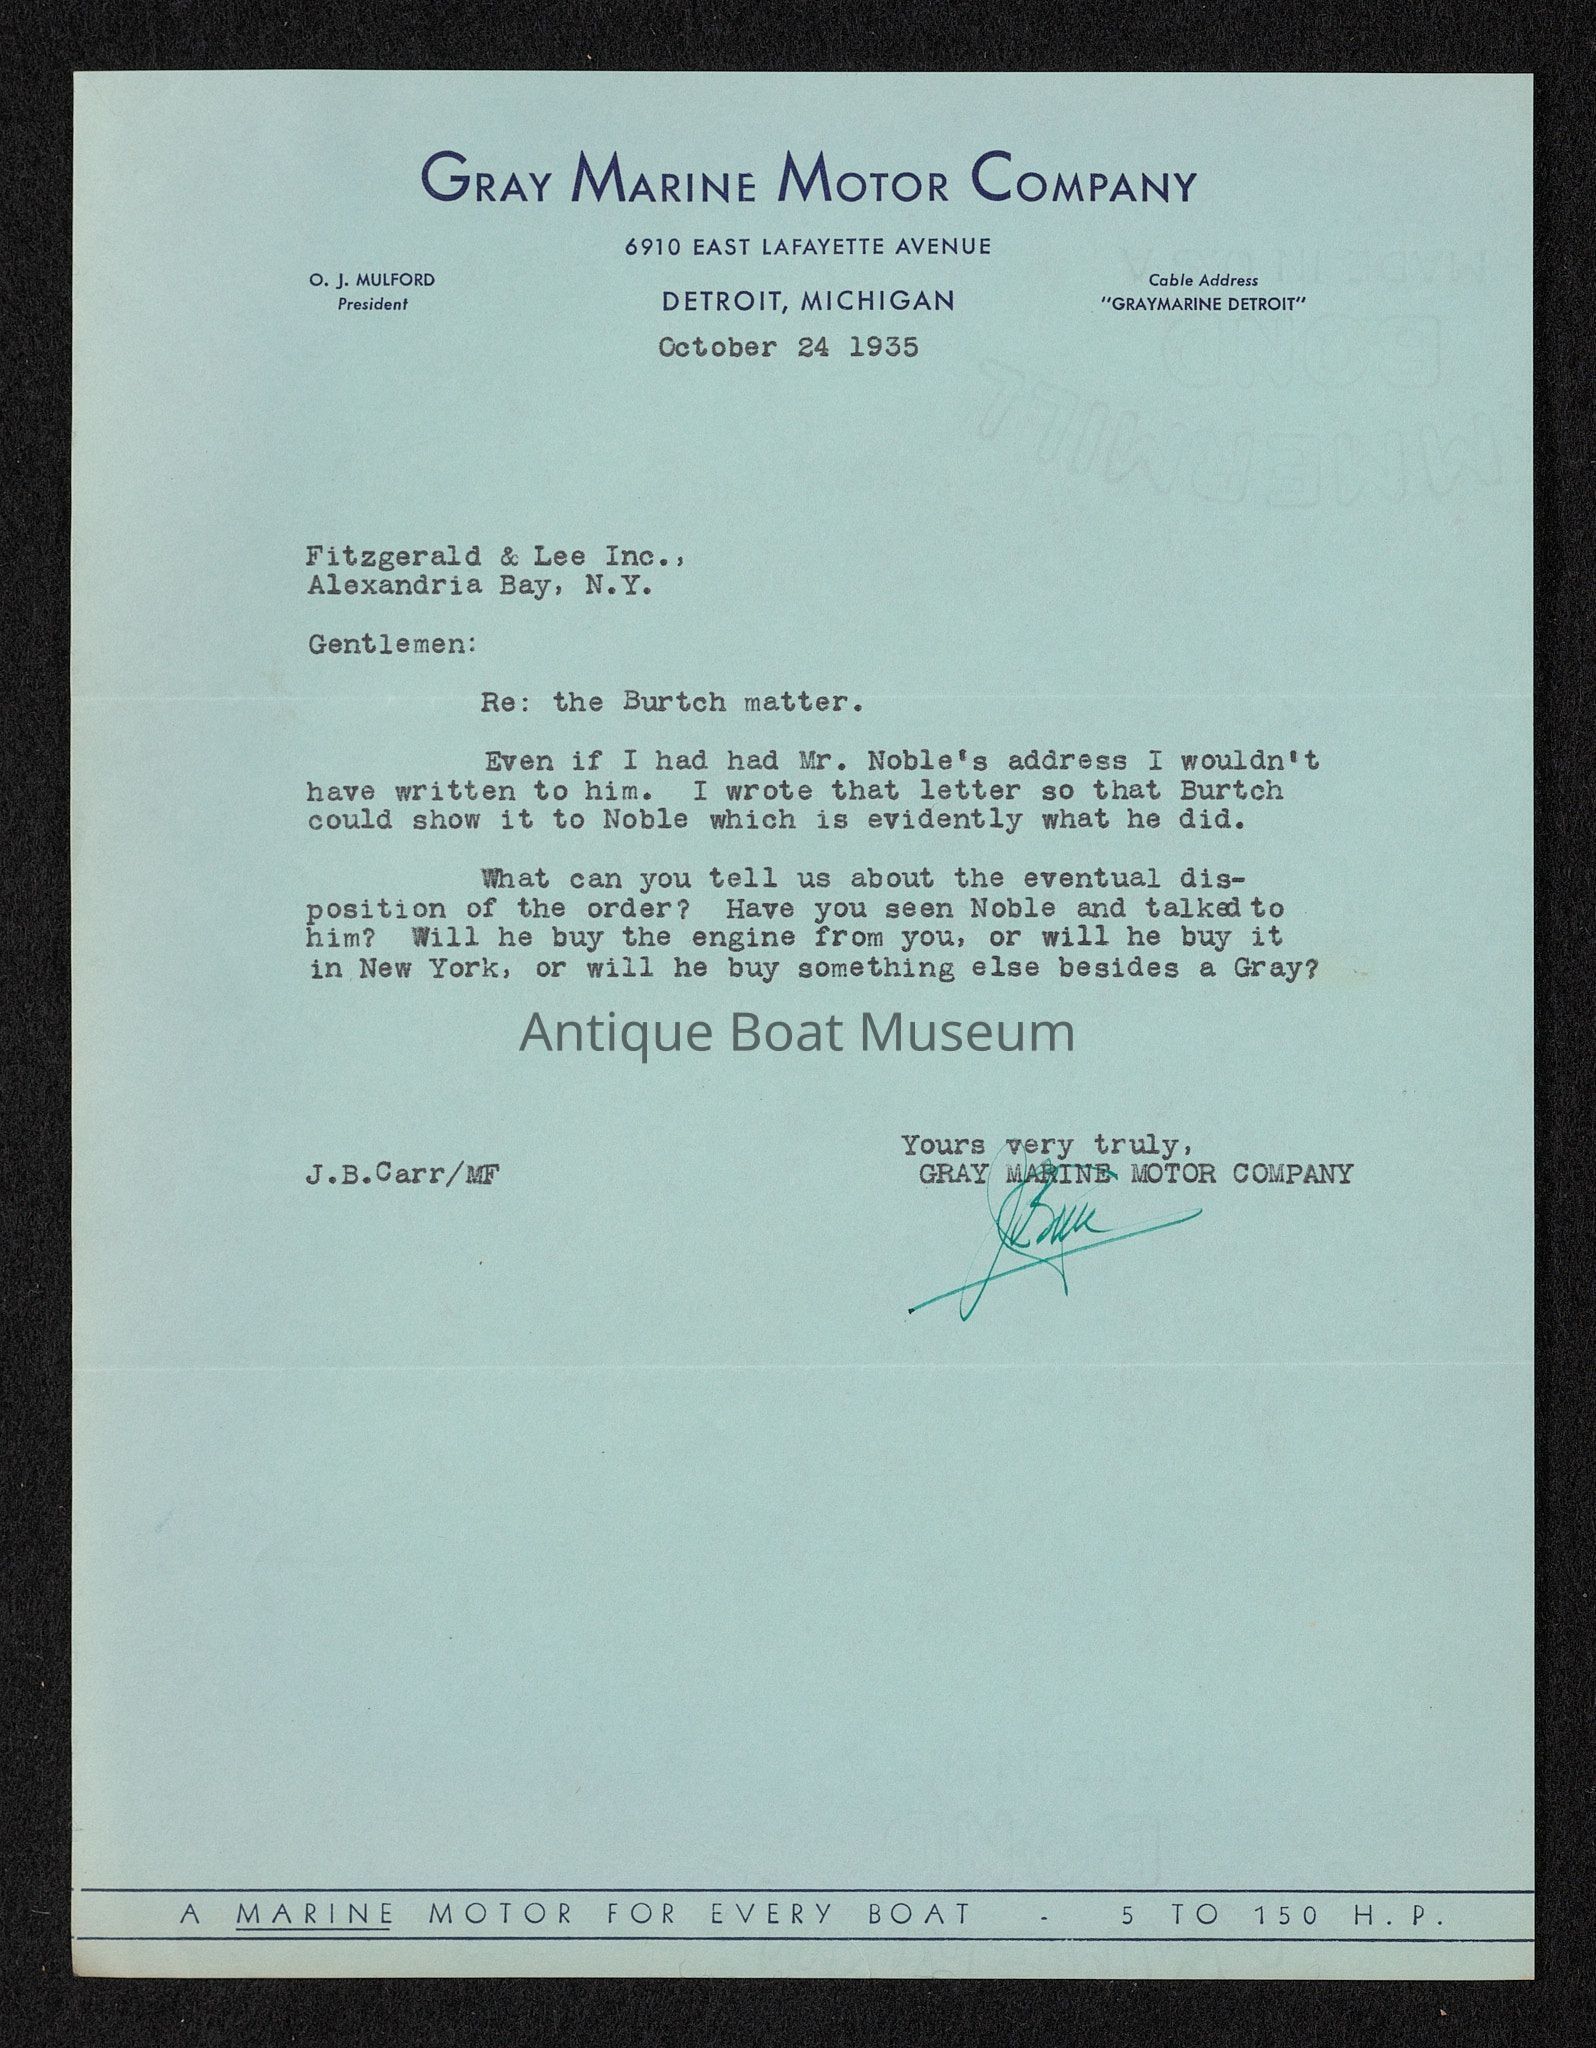 GRAY MARINE MOTOR COMPANY
6910 EAST LAFAYETTE AVENUE
O. J. MULFORD
President
DETROIT, MICHIGAN
Cable Address
"GRAYMARINE DETROIT"
October 24 1935
Fitzgerald & Lee Inc.,
Alexandria Bay, N.Y.
Gentlemen:
Re: the Burtch matter.
Even if I had had Mr. Noble's address I wouldn't
have written to him. I wrote that letter so that Burtch
could show it to Noble which is evidently what he did.
What can you tell us about the eventual dis-
position of the order? Have you seen Noble and talked to
him? Will he buy the engine from you, or will he buy it
in New York, or will he buy something else besides a Gray?
Antique Boat Museum
Yours very truly,
J.B.Carr/MF
GRAY MARINE MOTOR COMPANY
A MARINE MOTOR FOR EVERY BOAT - 5 TO 150 H.P.